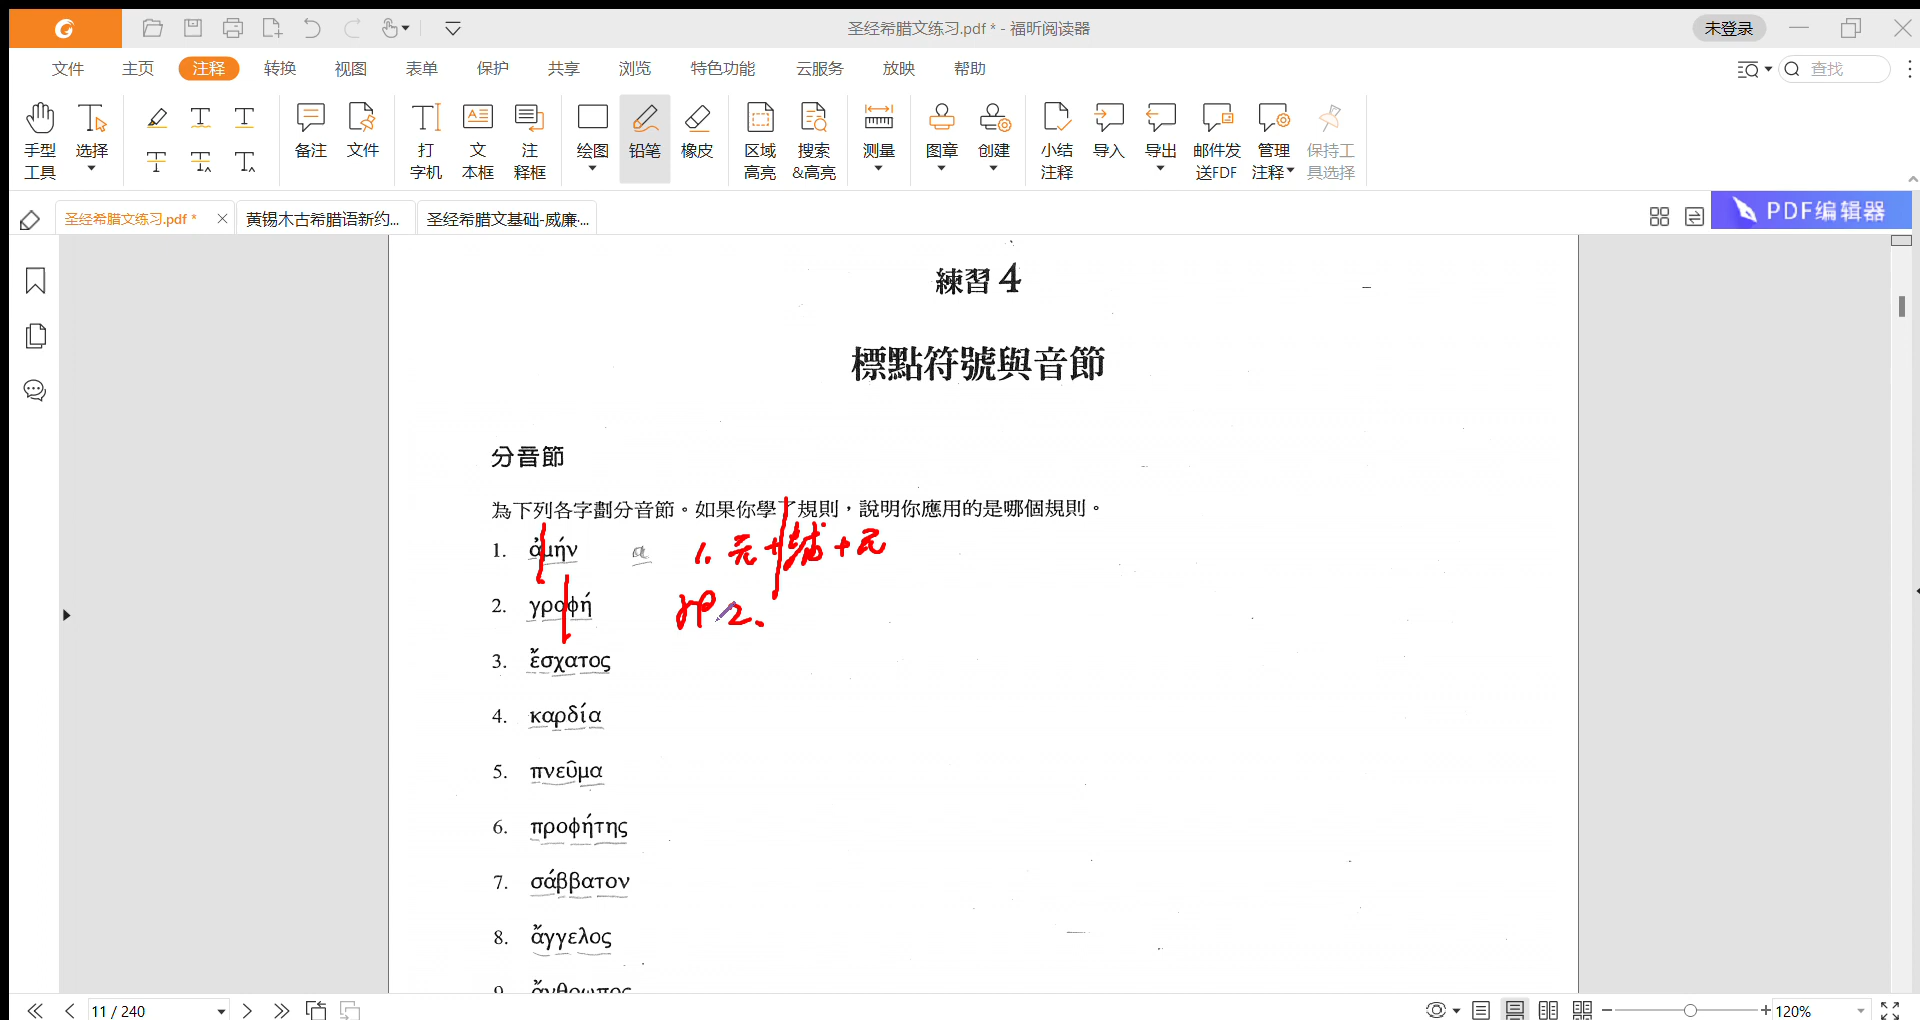 圣经希腊文练习.pdf * - 福昕阅读器
未登录
文件 主页 注释 转换 视图 表单 保护 共享 浏览 特色功能 云服务 放映 帮助
查找
手型工具 选择 备注 文件 打字机 文本框 注释框 绘图 铅笔 橡皮 区域高亮 搜索&高亮 测量 图章 创建 小结注释 导入 导出 邮件发送FDF 管理注释 保持工具选择
圣经希腊文练习.pdf * 黄锡木古希腊语新约... 圣经希腊文基础-威廉·...
PDF编辑器
練習 4
標點符號與音節
分音節
為下列各字劃分音節。如果你學了規則，說明你應用的是哪個規則。
1. ἀμήν a 1. 元+辅+元
2. γραφή γρ 2.
3. ἔσχατος
4. καρδία
5. πνεῦμα
6. προφήτης
7. σάββατον
8. ἄγγελος
9. ἄνθρωπος
11 / 240
120%